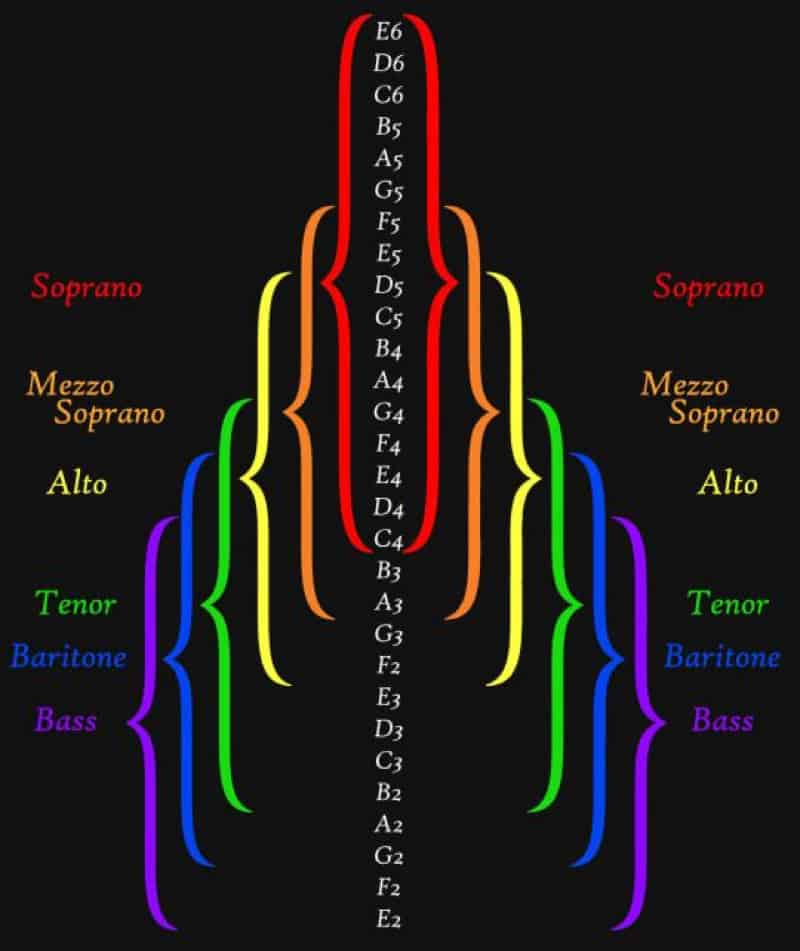 E6
D6
C6
B5
A5
G5
F5
E5
Soprano D5 Soprano
C5
B4
Mezzo A4 Mezzo
Soprano G4 Soprano
F4
Alto E4 Alto
D4
C4
B3
Tenor A3 Tenor
G3
Baritone F2 Baritone
E3
Bass D3 Bass
C3
B2
A2
G2
F2
E2